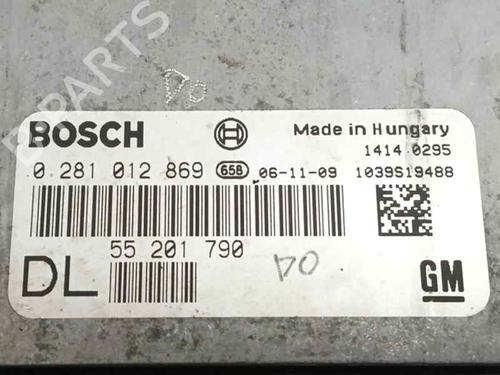 B-PARTS
DO
BOSCH
Made in Hungary
1414 0295
0 281 012 869 658 06-11-09 1039S19488
55 201 790
DL
DO
GM